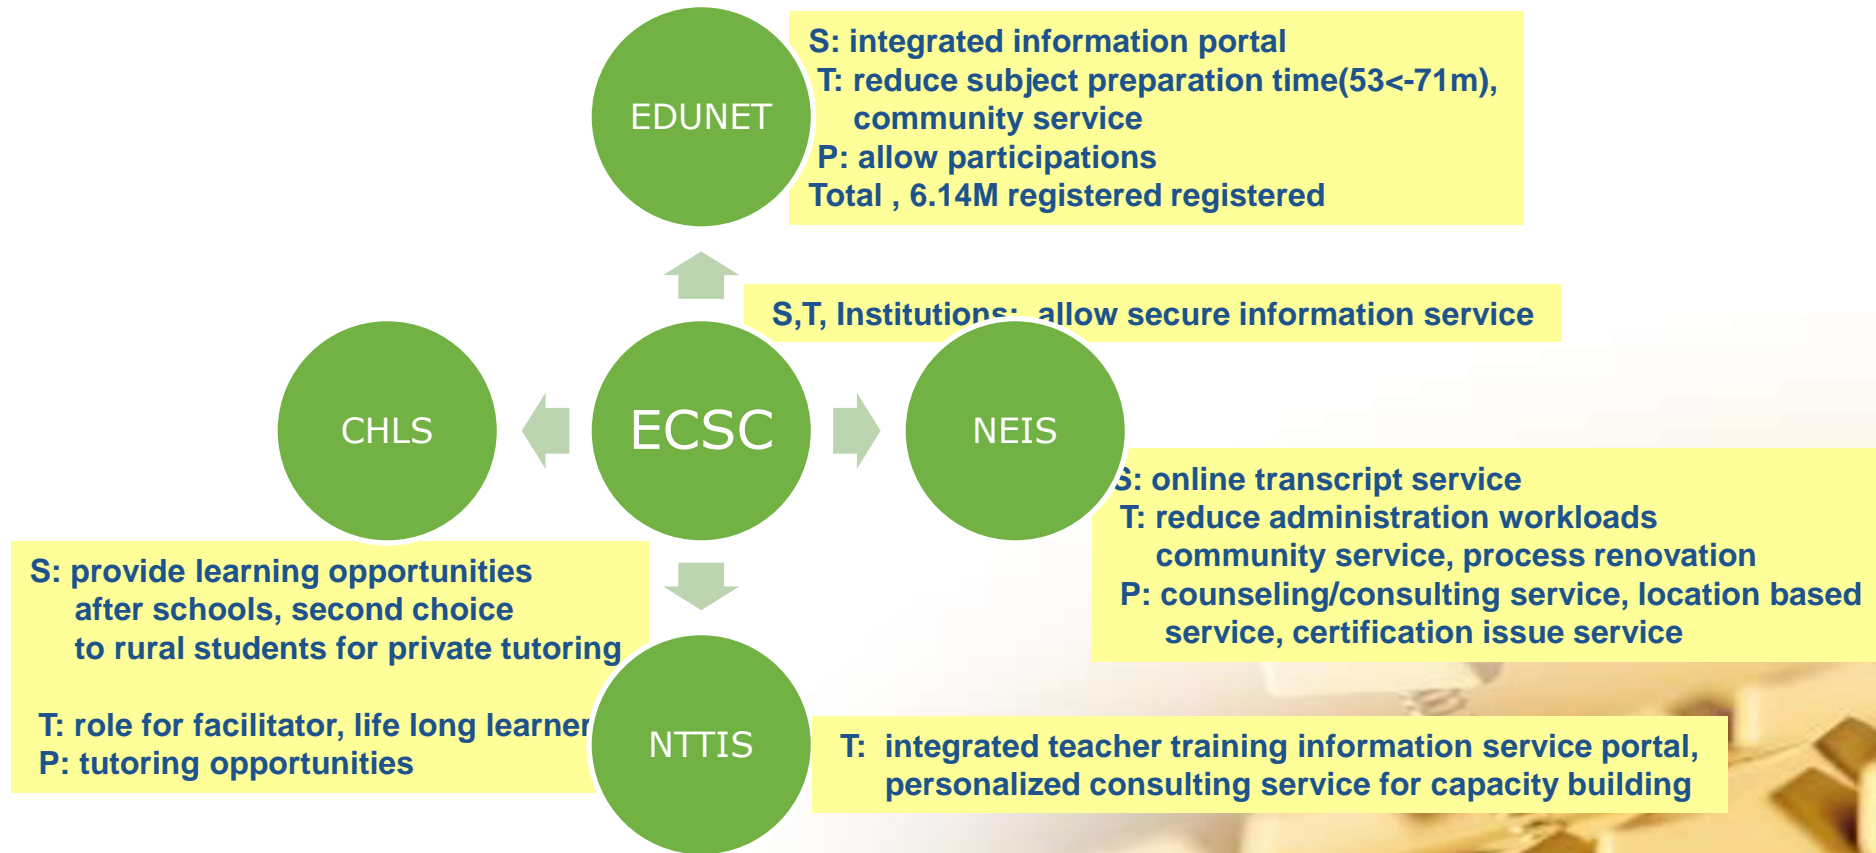 EDUNET
S: integrated information portal
T: reduce subject preparation time(53<-71m),
community service
P: allow participations
Total , 6.14M registered registered
S,T, Institutions: allow secure information service
CHLS
ECSC
NEIS
S: online transcript service
T: reduce administration workloads
community service, process renovation
P: counseling/consulting service, location based
service, certification issue service
S: provide learning opportunities
after schools, second choice
to rural students for private tutoring
T: role for facilitator, life long learner
P: tutoring opportunities
NTTIS
T: integrated teacher training information service portal,
personalized consulting service for capacity building